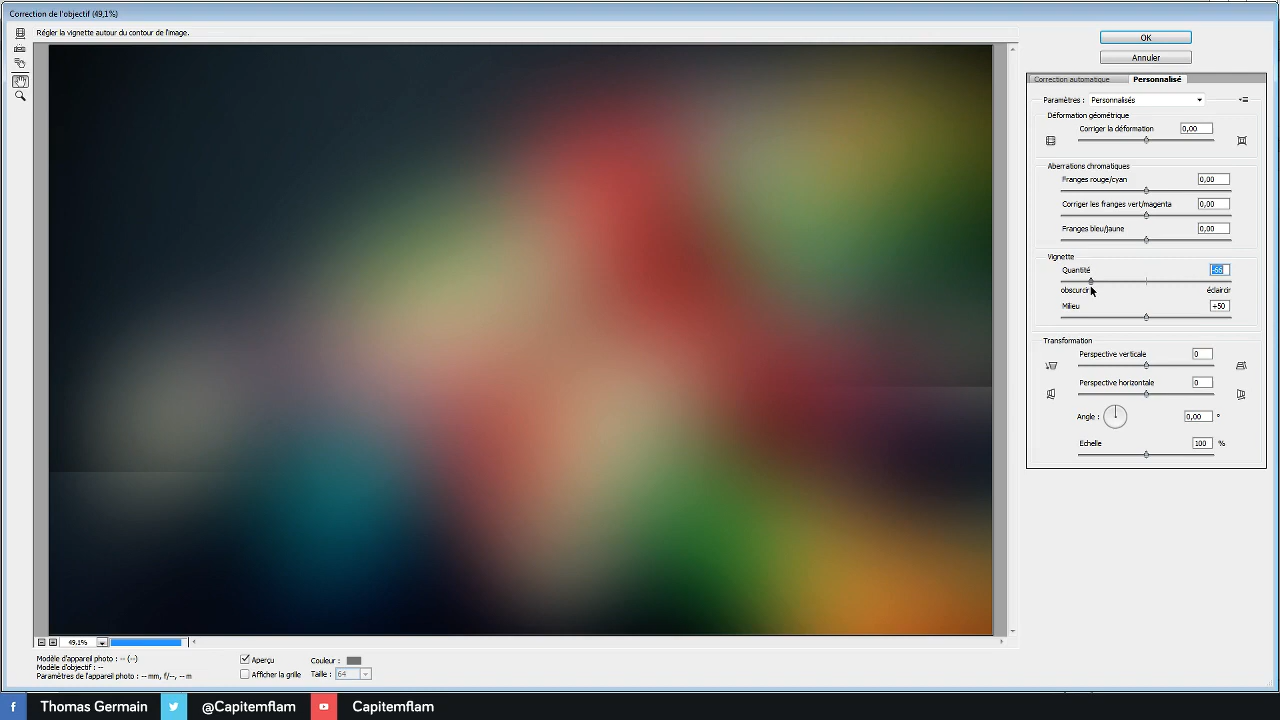 Correction de l'objectif (49,1%)
Régler la vignette autour du contour de l'image.
OK
Annuler
Correction automatique
Personnalisé
Paramètres : Personnalisés
Déformation géométrique
Corriger la déformation 0,00
Aberrations chromatiques
Franges rouge/cyan 0,00
Corriger les franges vert/magenta 0,00
Franges bleu/jaune 0,00
Vignette
Quantité
obscurcir éclaircir
Milieu +50
Transformation
Perspective verticale 0
Perspective horizontale 0
Angle : 0,00 °
Echelle 100 %
49,1%
Modèle d'appareil photo : -- (--)
Modèle d'objectif : --
Paramètres de l'appareil photo : -- mm, f/--, -- m
Aperçu
Afficher la grille
Couleur :
Taille : 64
Thomas Germain
@Capitemflam
Capitemflam